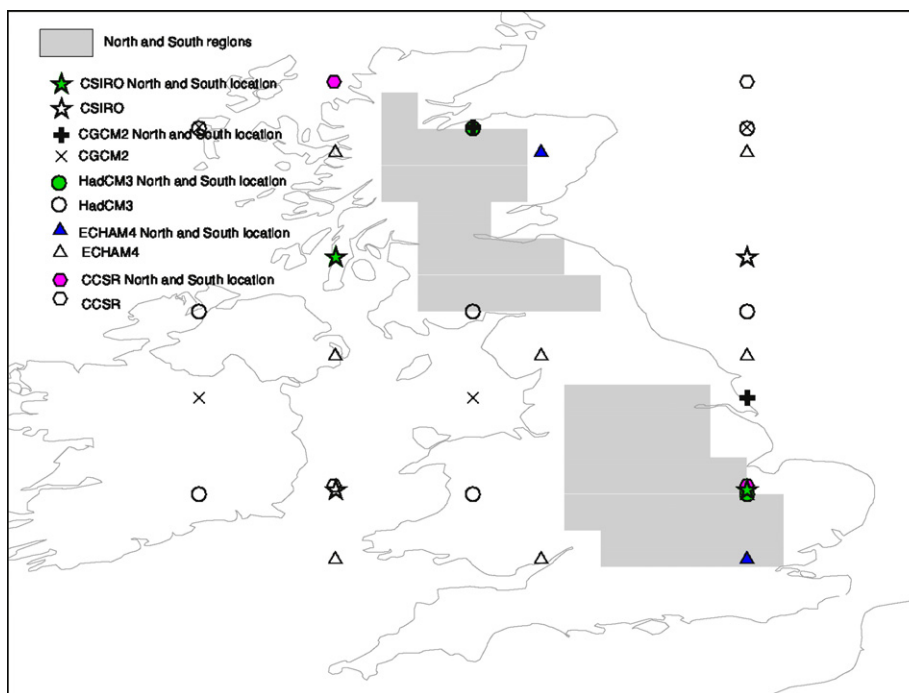 North and South regions
CSIRO North and South location
CSIRO
CGCM2 North and South location
CGCM2
HadCM3 North and South location
HadCM3
ECHAM4 North and South location
ECHAM4
CCSR North and South location
CCSR